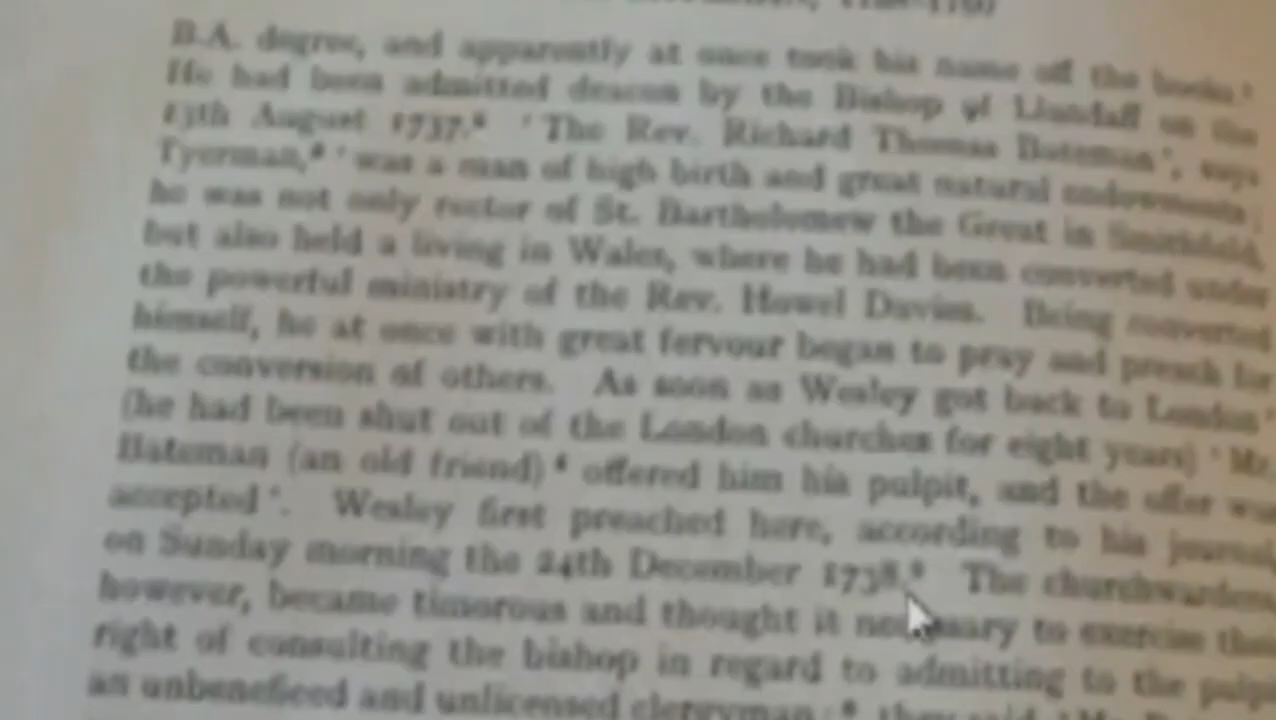 B.A. degree, and apparently at once took his name off the books.
He had been admitted deacon by the Bishop of Llandaff on the
13th August 1737. 'The Rev. Richard Thomas Bateman', says
Tyerman, 'was a man of high birth and great natural endowments;
he was not only rector of St. Bartholomew the Great in Smithfield,
but also held a living in Wales, where he had been converted under
the powerful ministry of the Rev. Howel Davies. Being converted
himself, he at once with great fervour began to pray and preach for
the conversion of others. As soon as Wesley got back to London'
(he had been shut out of the London churches for eight years) 'Mr.
Bateman (an old friend) offered him his pulpit, and the offer was
accepted'. Wesley first preached here, according to his journal,
on Sunday morning the 24th December 1738. The churchwardens,
however, became timorous and thought it necessary to exercise their
right of consulting the bishop in regard to admitting to the pulpit
an unbeneficed and unlicensed clergyman; they said